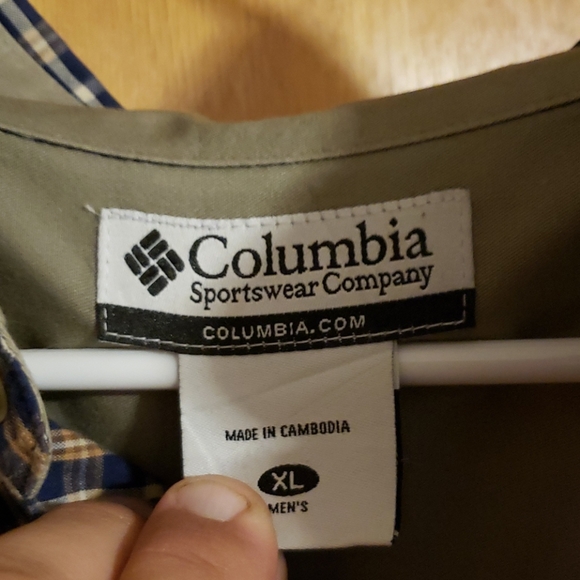 Columbia
Sportswear Company
COLUMBIA.COM
MADE IN CAMBODIA
XL
MEN'S